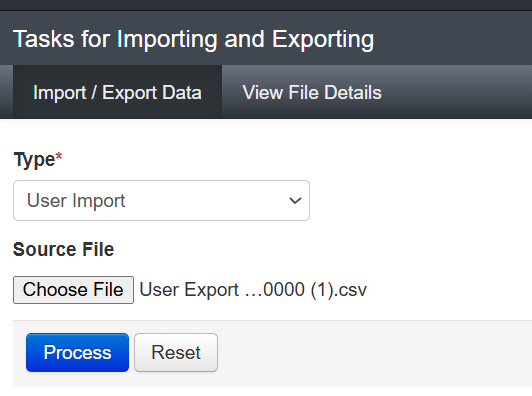 Tasks for Importing and Exporting
Import / Export Data View File Details
Type*
User Import
Source File
Choose File User Export …0000 (1).csv
Process Reset